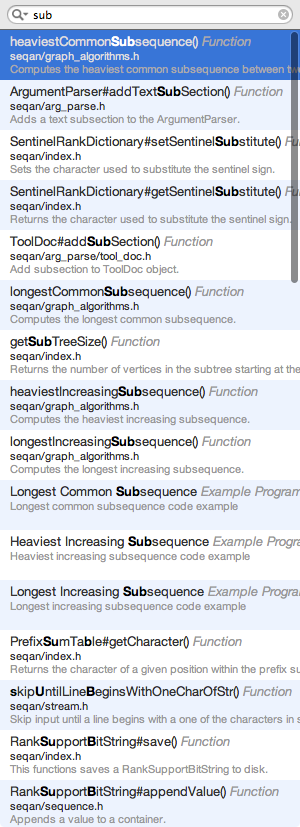 sub
heaviestCommonSubsequence() Function
seqan/graph_algorithms.h
Computes the heaviest common subsequence between two
ArgumentParser#addTextSubSection() Function
seqan/arg_parse.h
Adds a text subsection to the ArgumentParser.
SentinelRankDictionary#setSentinelSubstitute() Function
seqan/index.h
Sets the character used to substitute the sentinel sign.
SentinelRankDictionary#getSentinelSubstitute() Function
seqan/index.h
Returns the character used to substitute the sentinel sign.
ToolDoc#addSubSection() Function
seqan/arg_parse/tool_doc.h
Add subsection to ToolDoc object.
longestCommonSubsequence() Function
seqan/graph_algorithms.h
Computes the longest common subsequence.
getSubTreeSize() Function
seqan/index.h
Returns the number of vertices in the subtree starting at the
heaviestIncreasingSubsequence() Function
seqan/graph_algorithms.h
Computes the heaviest increasing subsequence.
longestIncreasingSubsequence() Function
seqan/graph_algorithms.h
Computes the longest increasing subsequence.
Longest Common Subsequence Example Program
Longest common subsequence code example
Heaviest Increasing Subsequence Example Progra
Heaviest increasing subsequence code example
Longest Increasing Subsequence Example Program
Longest increasing subsequence code example
PrefixSumTable#getCharacter() Function
seqan/index.h
Returns the character of a given position within the prefix su
skipUntilLineBeginsWithOneCharOfStr() Function
seqan/stream.h
Skip input until a line begins with a one of the characters in s
RankSupportBitString#save() Function
seqan/index.h
This functions saves a RankSupportBitString to disk.
RankSupportBitString#appendValue() Function
seqan/sequence.h
Appends a value to a container.